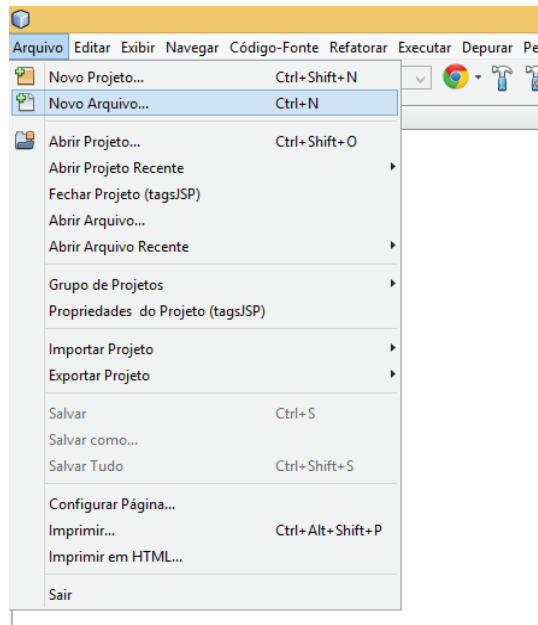 Arquivo Editar Exibir Navegar Código-Fonte Refatorar Executar Depurar
Novo Projeto... Ctrl+Shift+N
Novo Arquivo... Ctrl+N
Abrir Projeto... Ctrl+Shift+O
Abrir Projeto Recente
Fechar Projeto (tagsJSP)
Abrir Arquivo...
Abrir Arquivo Recente
Grupo de Projetos
Propriedades do Projeto (tagsJSP)
Importar Projeto
Exportar Projeto
Salvar Ctrl+S
Salvar como...
Salvar Tudo Ctrl+Shift+S
Configurar Página...
Imprimir... Ctrl+Alt+Shift+P
Imprimir em HTML...
Sair